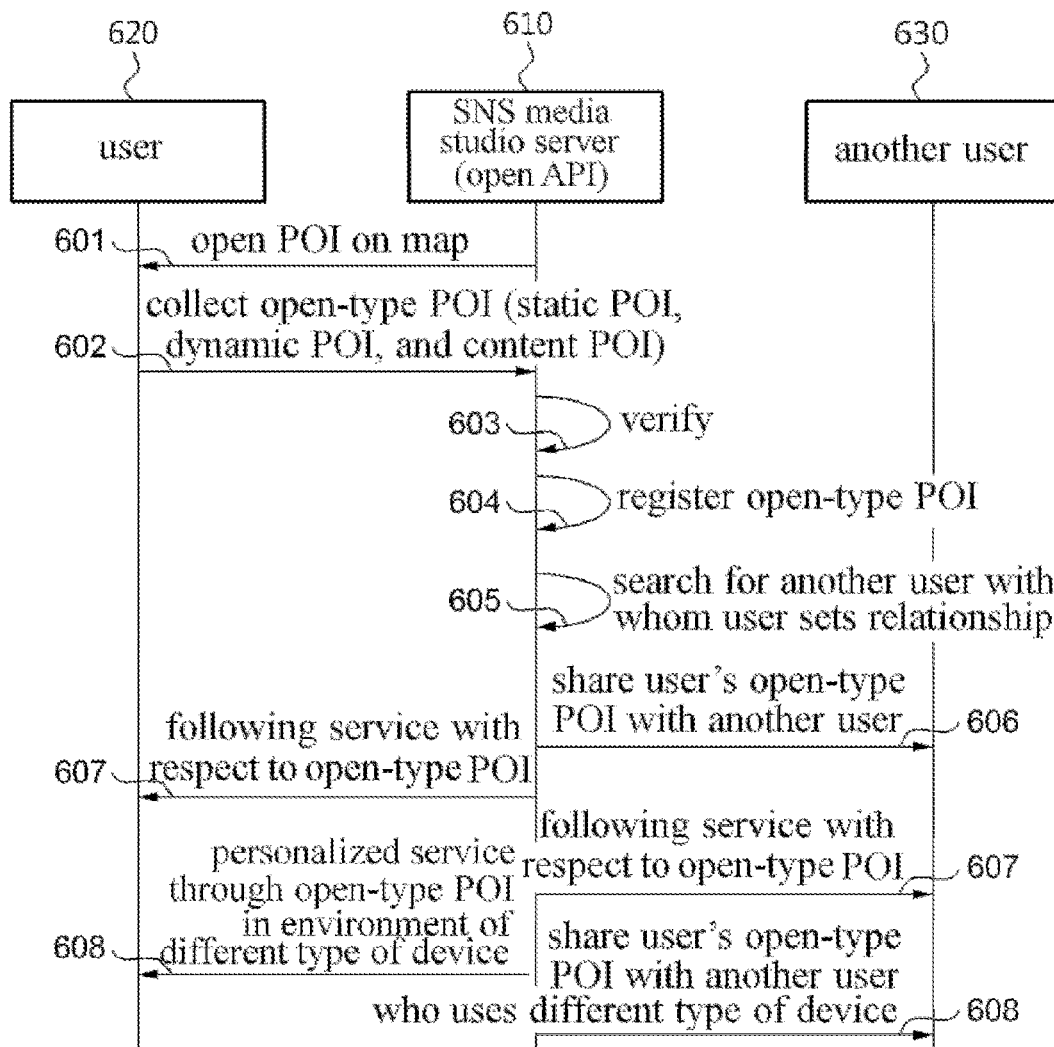 620
610
630
user
SNS media
studio server
(open API)
another user
601
open POI on map
collect open-type POI (static POI,
dynamic POI, and content POI)
602
603
verify
604
register open-type POI
605
search for another user with
whom user sets relationship
share user's open-type
POI with another user
606
following service with
respect to open-type POI
607
following service with
respect to open-type POI
607
personalized service
through open-type POI
in environment of
different type of device
608
share user's open-type
POI with another user
who uses different type of device
608